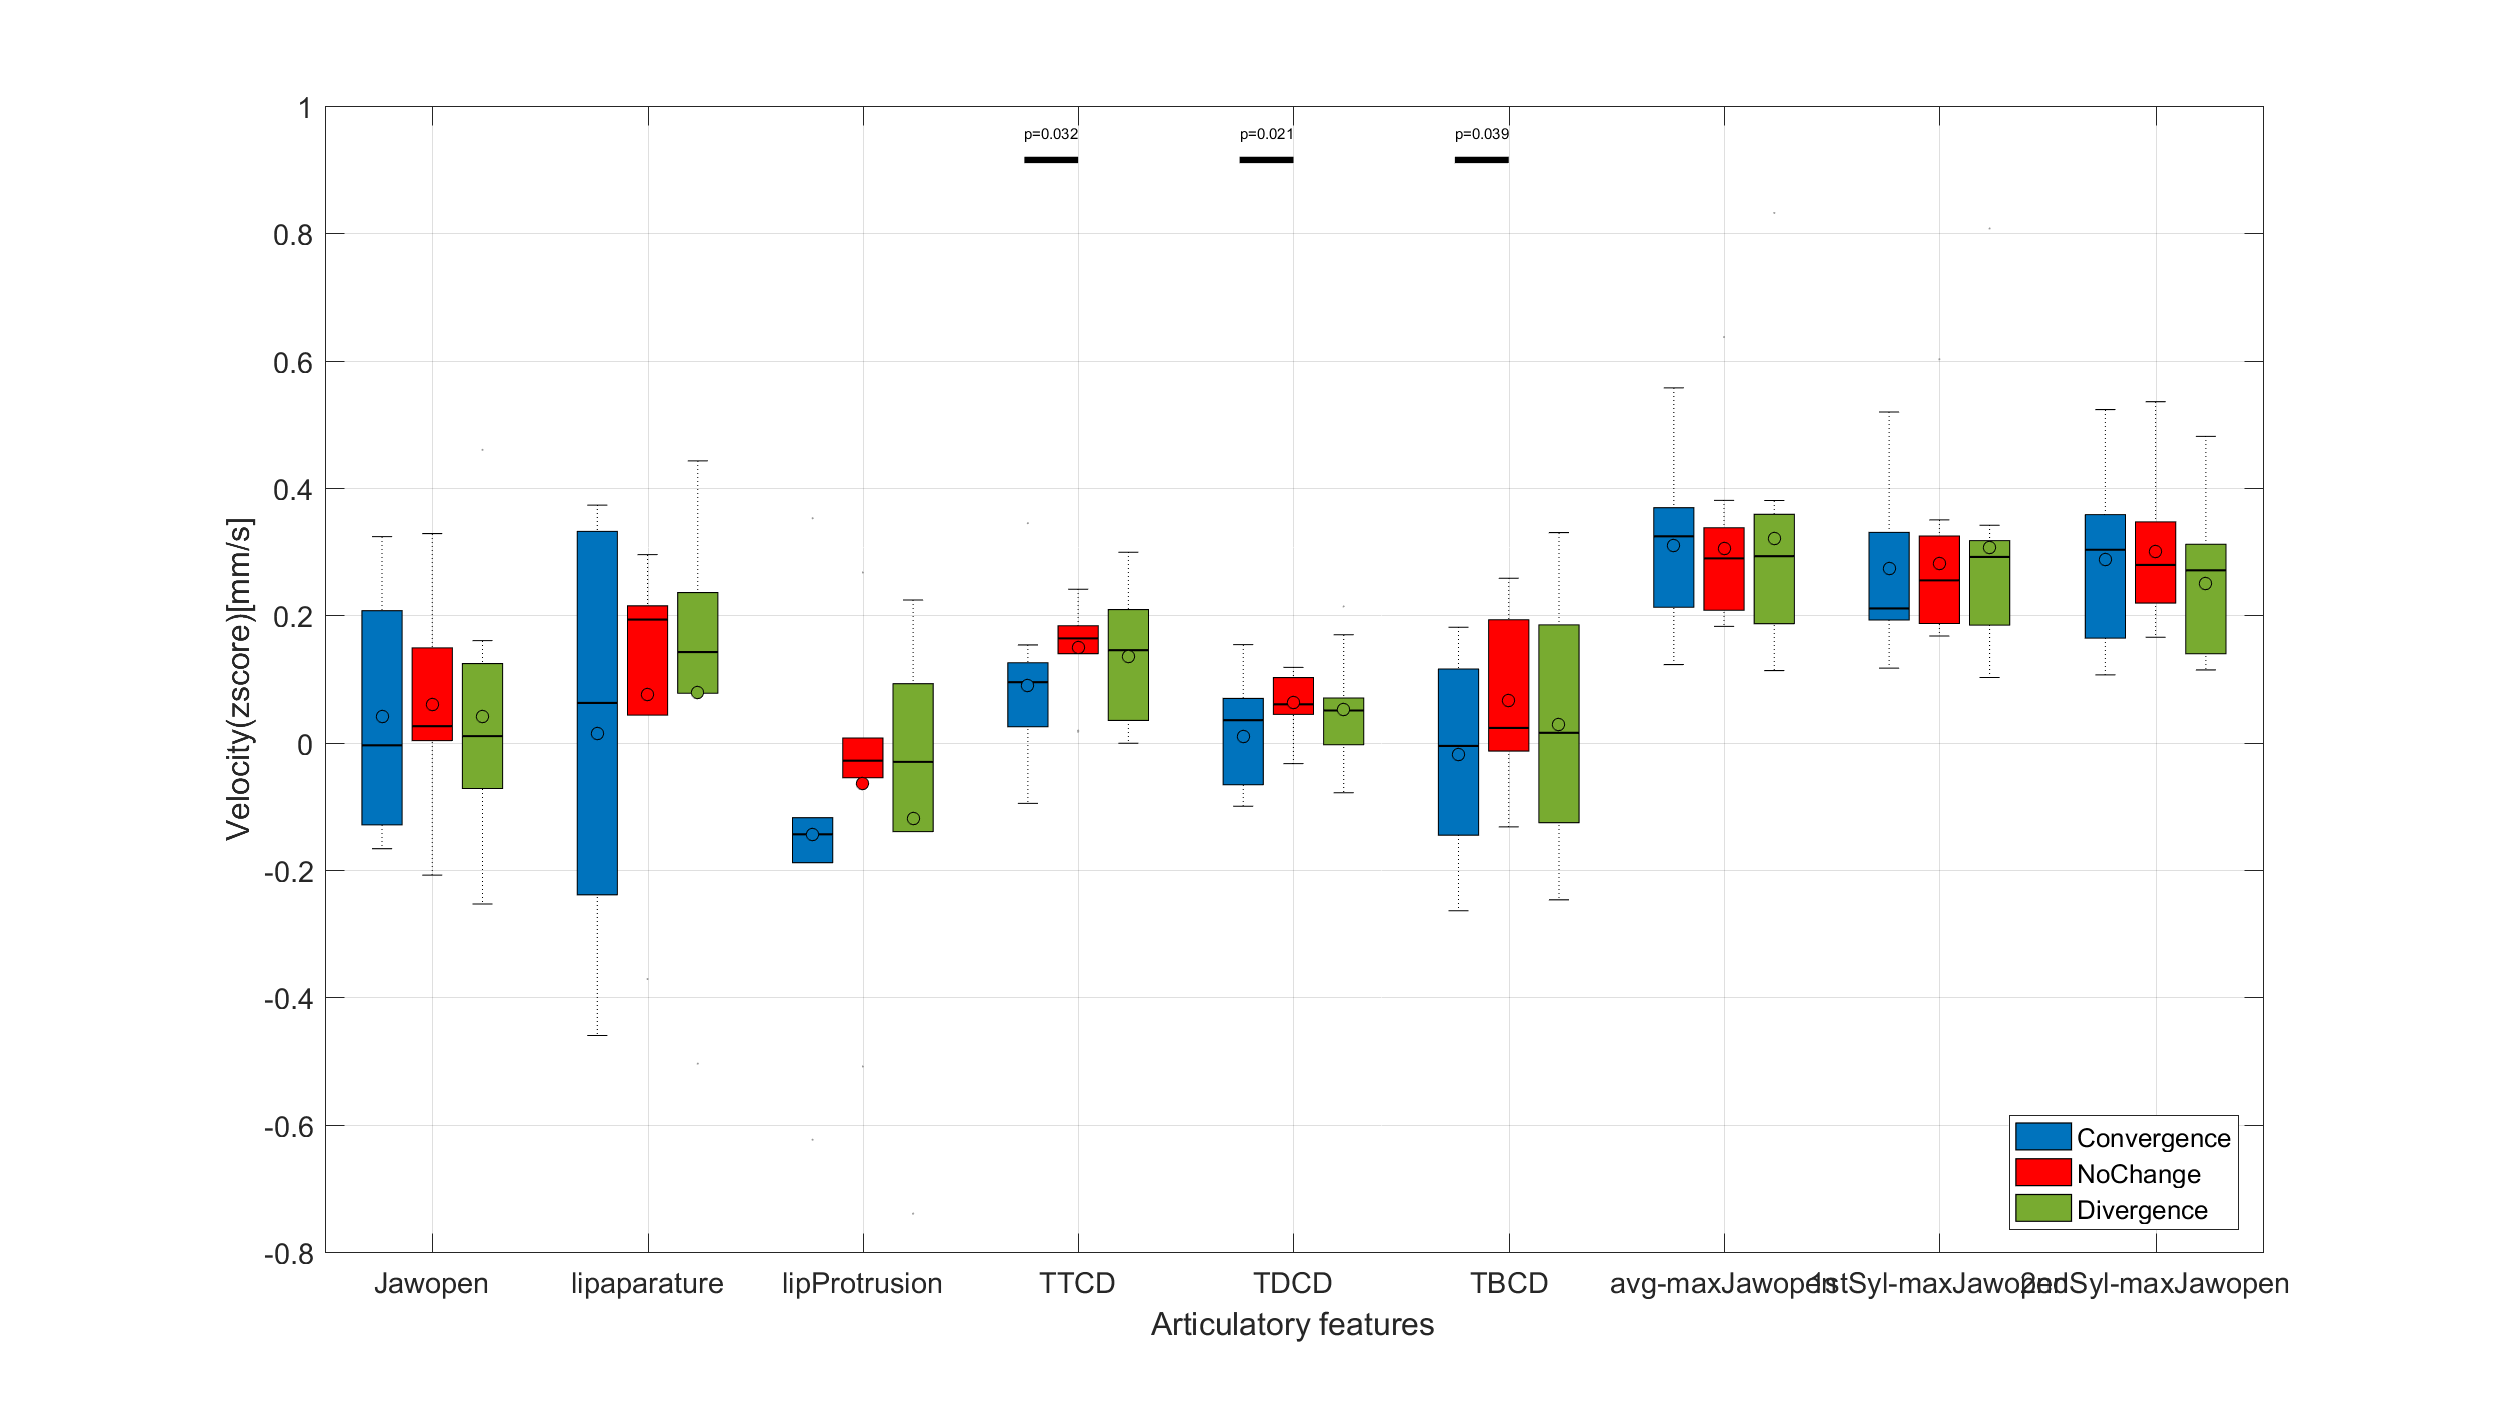 p=0.032 p=0.021 p=0.039
1
0.8
0.6
0.4
0.2
0
-0.2
-0.4
-0.6
-0.8
Velocity(zscore)[mm/s]
Convergence
NoChange
Divergence
Jawopen lipaparature lipProtrusion TTCD TDCD TBCD avg-maxJawopen 1stSyl-maxJawopen 2ndSyl-maxJawopen
Articulatory features